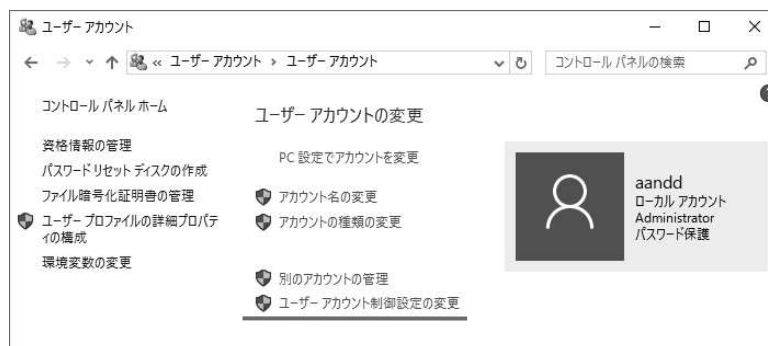 ユーザー アカウント
« ユーザー アカウント › ユーザー アカウント
コントロール パネルの検索
コントロール パネル ホーム
資格情報の管理
パスワード リセット ディスクの作成
ファイル暗号化証明書の管理
ユーザー プロファイルの詳細プロパテ
ィの構成
環境変数の変更
ユーザー アカウントの変更
PC 設定でアカウントを変更
アカウント名の変更
アカウントの種類の変更
別のアカウントの管理
ユーザー アカウント制御設定の変更
aandd
ローカル アカウント
Administrator
パスワード保護